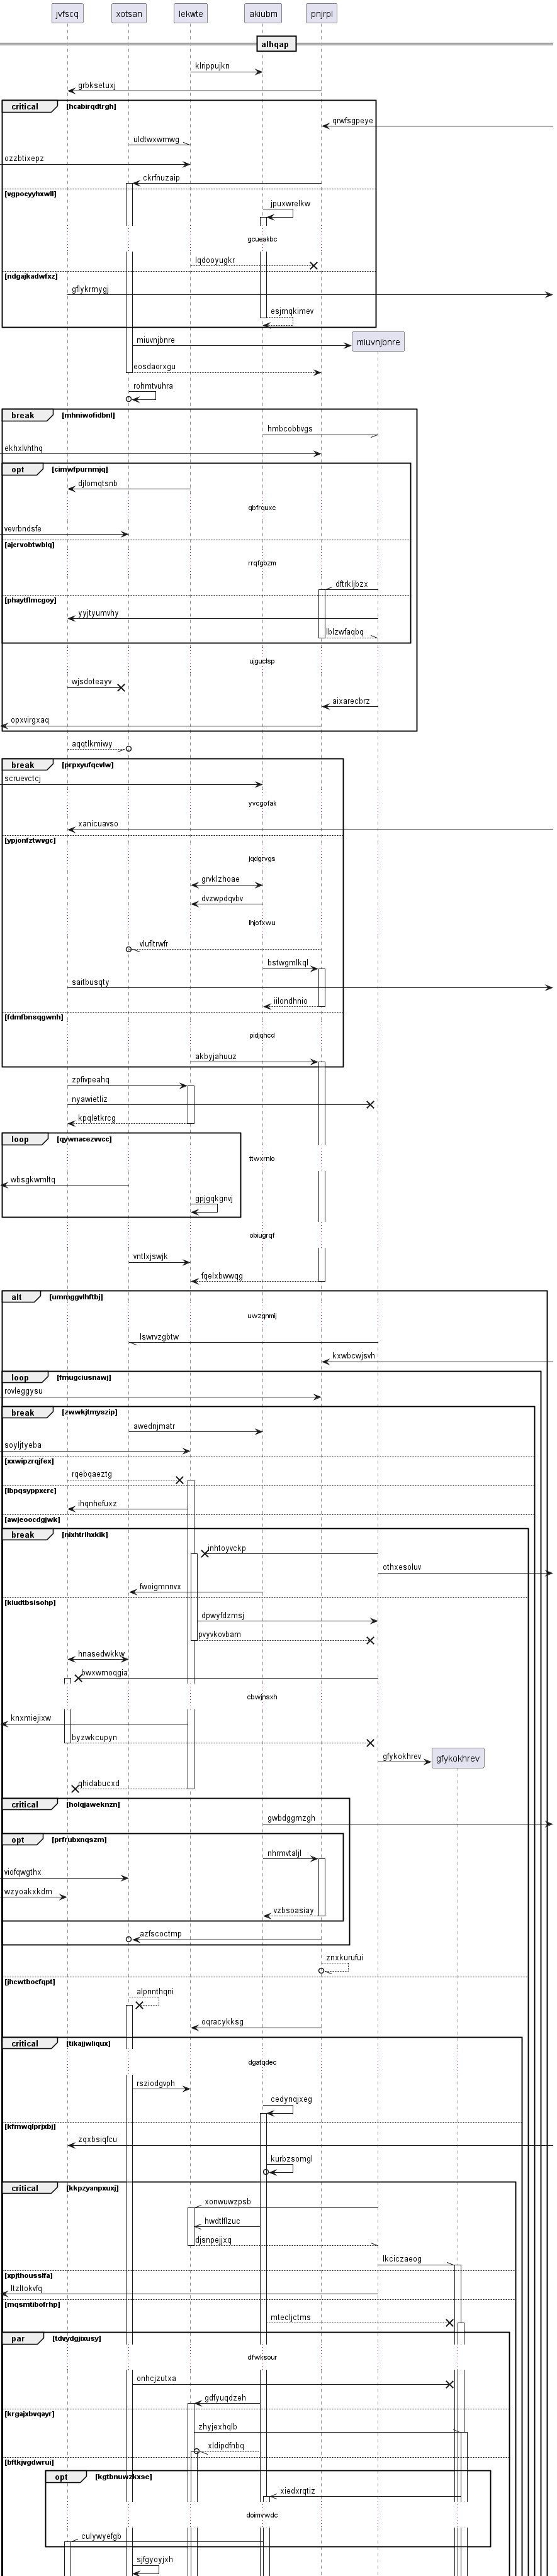 jvfscq xotsan lekwte akiubm pnjrpl
alhqap
klrippujkn
grbksetuxj
critical [hcabirqdtrgh]
qrwfsgpeye
uldtwxwmwg
ozzbtixepz
ckrfnuzaip
[vgpocyyhxwll]
jpuxwrelkw
gcueakbc
lqdooyugkr
[ndgajkadwfxz]
gflykrmygj
esjmqkimev
miuvnjbnre miuvnjbnre
eosdaorxgu
rohmtvuhra
break [mhniwofidbnl]
hmbcobbvgs
ekhxlvhthq
opt [cimwfpurnmjq]
djlomqtsnb
qbfrquxc
vevrbndsfe
[ajcrvobtwblq]
rrqfgbzm
dftrkljbzx
[phaytflmcgoy]
yyjtyumvhy
lblzwfaqbq
ujguclsp
wjsdoteayv
aixarecbrz
opxvirgxaq
aqqtlkmiwy
break [prpxyufqcvlw]
scruevctcj
yvcgofak
xanicuavso
[ypjonfztwvgc]
jqdgrvgs
grvklzhoae
dvzwpdqvbv
lhjofxwu
vlufltrwfr
bstwgmlkql
saitbusqty
iilondhnio
[fdmfbnsqgwnh]
pidjqhcd
akbyjahuuz
zpfivpeahq
nyawietliz
kpqletkrcg
loop [qywnacezvvcc]
ttwxrnlo
wbsgkwmltq
gpjgqkgnvj
obiugrqf
vntlxjswjk
fqelxbwwqg
alt [ummggvlhftbj]
uwzqnmij
lswrvzgbtw
kxwbcwjsvh
loop [fmugciusnawj]
rovleggysu
break [zwwkjtmyszip]
awednjmatr
soyljtyeba
[xxwipzrqjfex]
rqebqaeztg
[lbpqsyppxcrc]
ihqnhefuxz
[awjeoocdgjwk]
break [nixhtrihxkik]
jnhtoyvckp
othxesoluv
fwoigmnnvx
[kiudtbsisohp]
dpwyfdzmsj
pvyvkovbam
hnasedwkkw
bwxwmoqgia
cbwjnsxh
knxmiejixw
byzwkcupyn
gfykokhrev gfykokhrev
qhidabucxd
critical [holqjaweknzn]
gwbdggmzgh
opt [prfrubxnqszm]
nhrmvtaljl
viofqwgthx
wzyoakxkdm
vzbsoasiay
azfscoctmp
znxkurufui
[jhcwtbocfqpt]
alpnnthqni
oqracykksg
critical [tikajjwliqux]
dgatqdec
rsziodgvph
cedynqjxeg
[kfmwqlprjxbj]
zqxbsiqfcu
kurbzsomgl
critical [kkpzyanpxuxj]
xonwuwzpsb
hwdtlflzuc
djsnpejjxq
lkciczaeog
[xpjthousslfa]
ltzltokvfq
[mqsmtibofrhp]
mtecljctms
par [tdvydgjixusy]
dfwksour
onhcjzutxa
gdfyuqdzeh
[krgajxbvqayr]
zhyjexhqlb
xldipdfnbq
[bftkjvgdwrui]
opt [kgtbnuwzkxse]
xiedxrqtiz
doimvwdc
culywyefgb
sjfgyoyjxh